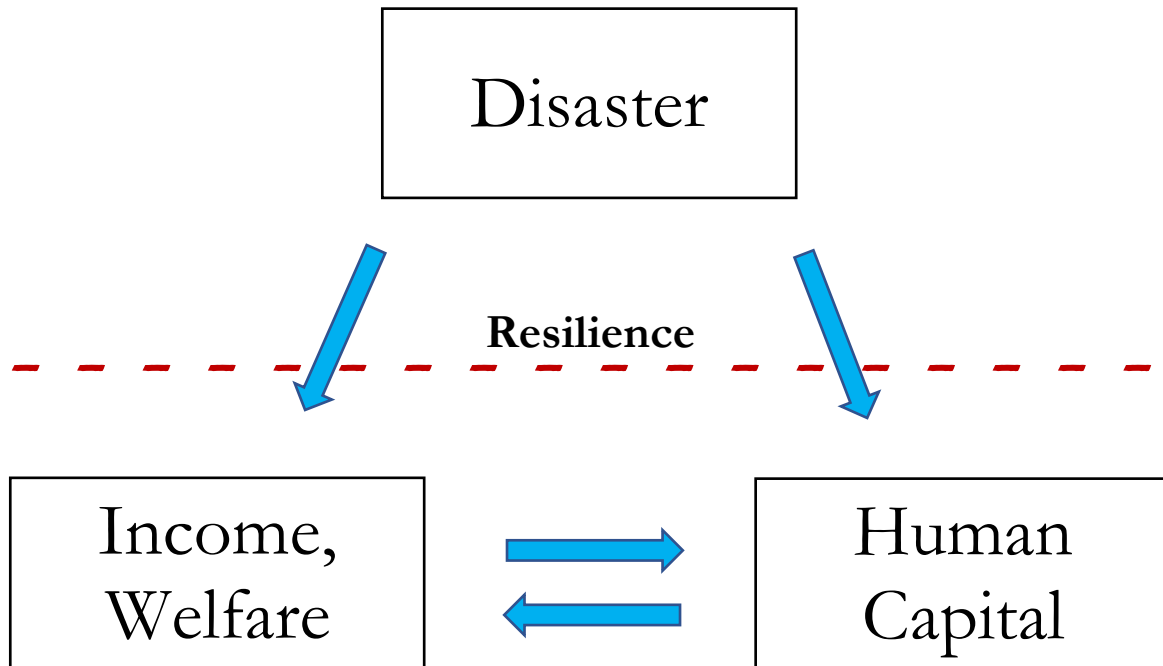 Disaster
Resilience
Income,
Welfare
Human
Capital